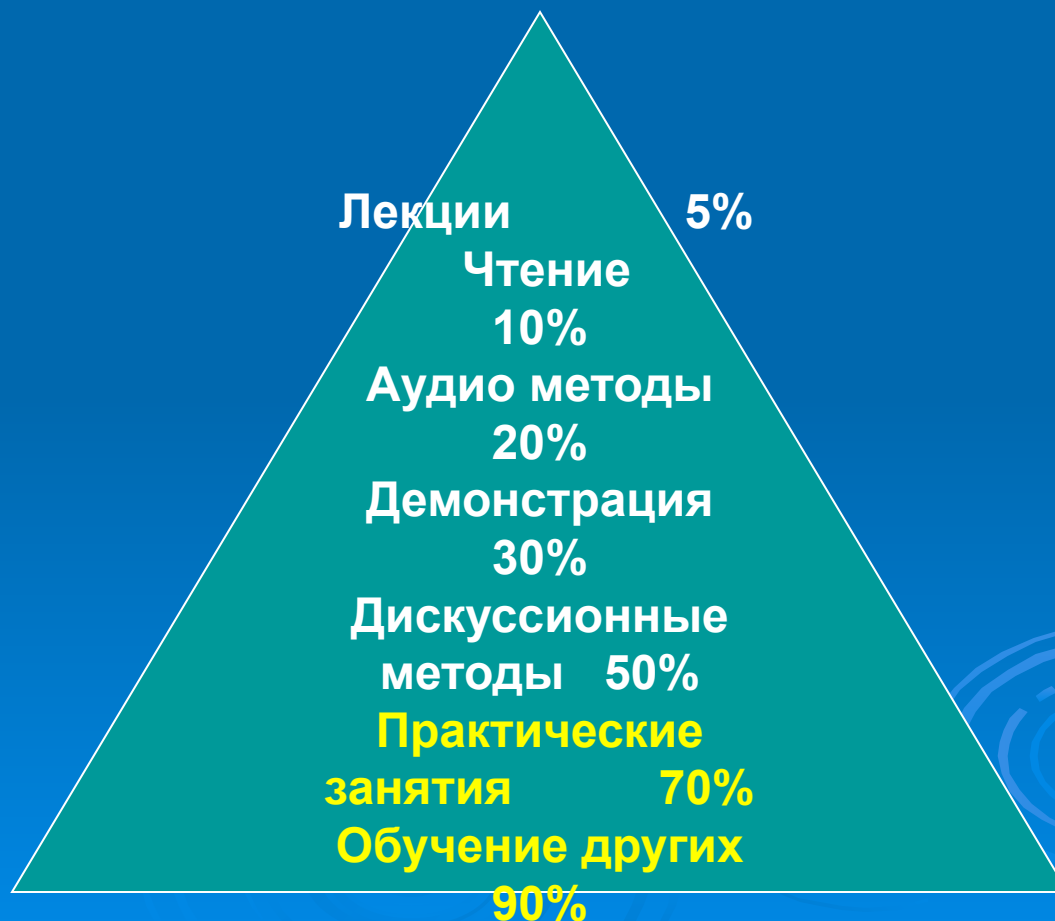 Лекции 5%
Чтение
10%
Аудио методы
20%
Демонстрация
30%
Дискуссионные
методы 50%
Практические
занятия 70%
Обучение других
90%